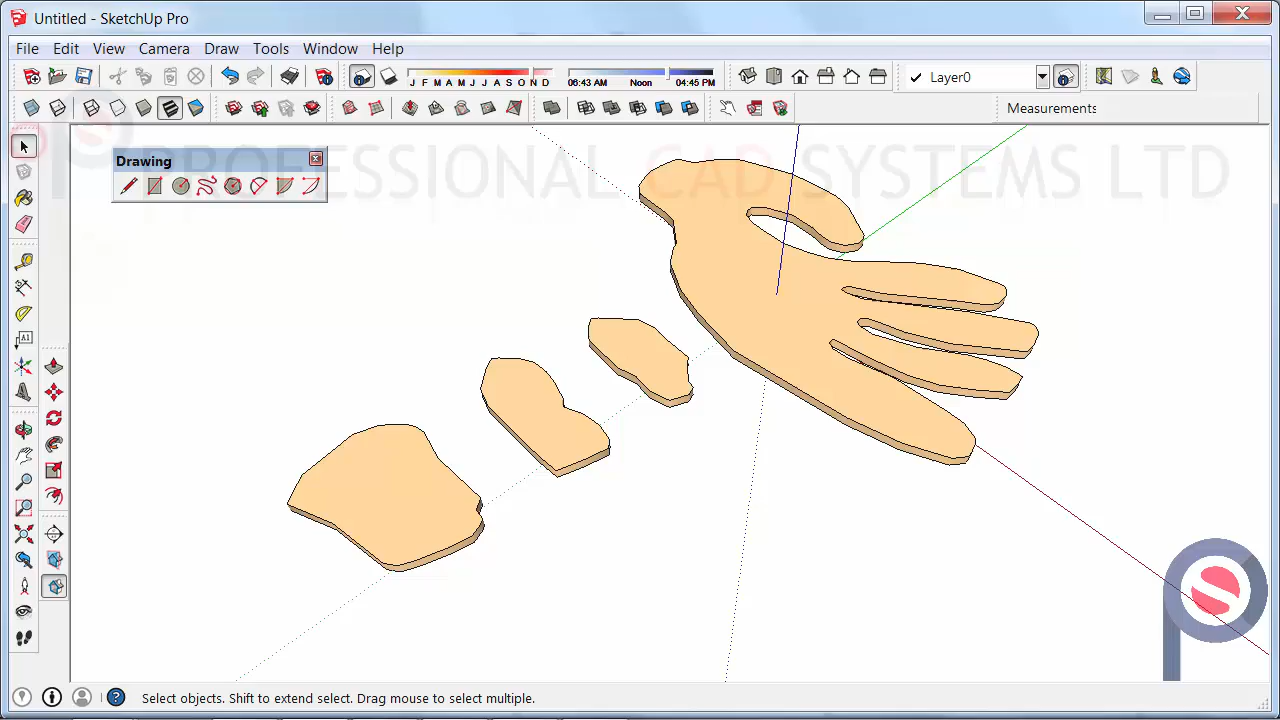 Untitled - SketchUp Pro
File Edit View Camera Draw Tools Window Help
J F M A M J J A S O N D 06:43 AM Noon 04:45 PM Layer0
Measurements
PROFESSIONAL CAD SYSTEMS LTD
Drawing
A1
Select objects. Shift to extend select. Drag mouse to select multiple.